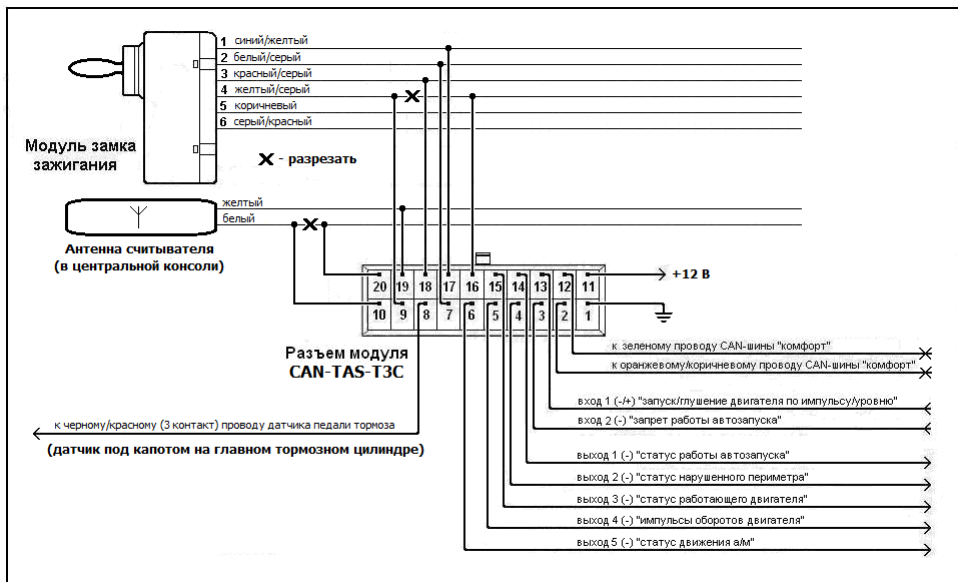 1 синий/желтый
2 белый/серый
3 красный/серый
4 желтый/серый
5 коричневый
6 серый/красный
Модуль замка
зажигания
X - разрезать
желтый
белый
Антенна считывателя
(в центральной консоли)
+12 В
20 19 18 17 16 15 14 13 12 11
10 9 8 7 6 5 4 3 2 1
Разъем модуля
CAN-TAS-T3C
к зеленому проводу CAN-шины "комфорт"
к оранжевому/коричневому проводу CAN-шины "комфорт"
вход 1 (-/+) "запуск/глушение двигателя по импульсу/уровню"
вход 2 (-) "запрет работы автозапуска"
к черному/красному (3 контакт) проводу датчика педали тормоза
(датчик под капотом на главном тормозном цилиндре)
выход 1 (-) "статус работы автозапуска"
выход 2 (-) "статус нарушенного периметра"
выход 3 (-) "статус работающего двигателя"
выход 4 (-) "импульсы оборотов двигателя"
выход 5 (-) "статус движения а/м"